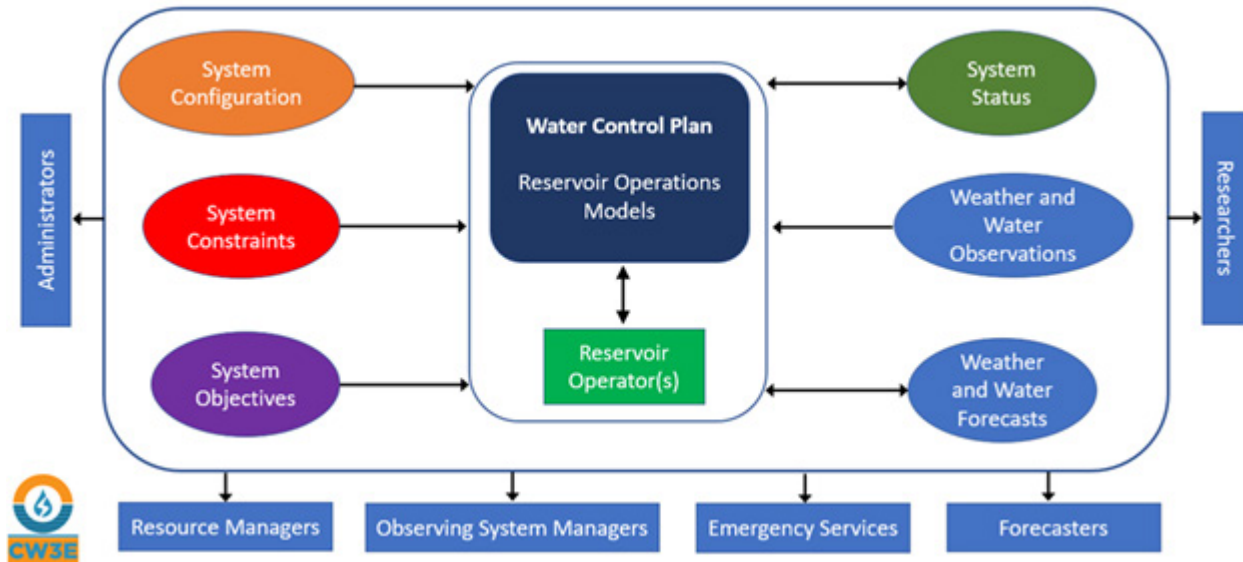 System
Configuration
System
Constraints
System
Objectives
Water Control Plan
Reservoir Operations
Models
Reservoir
Operator(s)
System
Status
Weather and
Water
Observations
Weather
and Water
Forecasts
Administrators
Researchers
Resource Managers
Observing System Managers
Emergency Services
Forecasters
CW3E